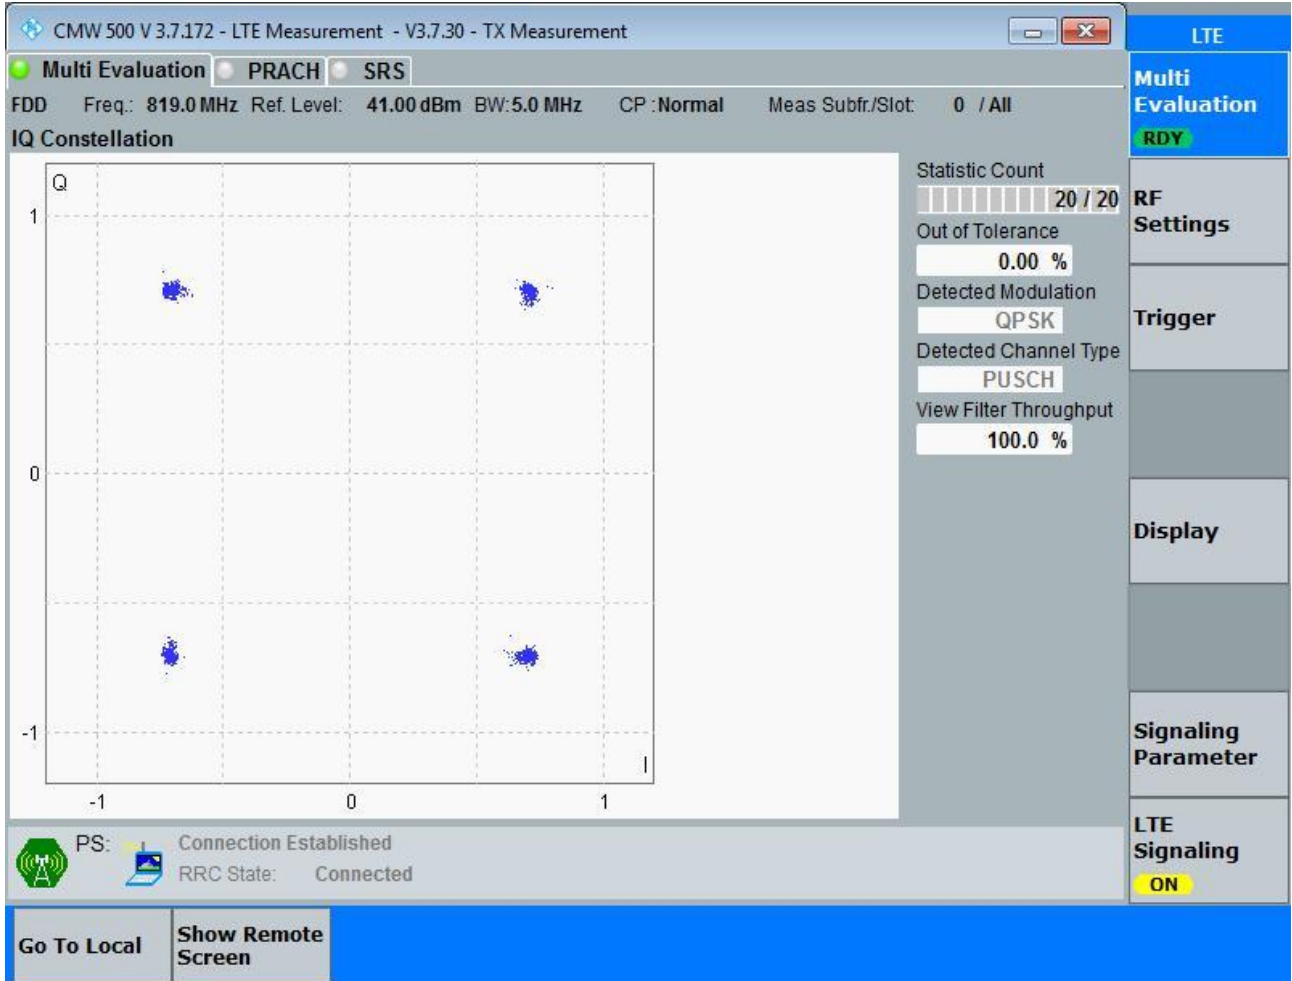 CMW 500 V 3.7.172 - LTE Measurement - V3.7.30 - TX Measurement
LTE
Multi Evaluation PRACH SRS
FDD Freq.: 819.0 MHz Ref. Level: 41.00 dBm BW: 5.0 MHz CP : Normal Meas Subfr./Slot: 0 / All
IQ Constellation
Q
1
0
-1
I
-1 0 1
Statistic Count
20 / 20
Out of Tolerance
0.00 %
Detected Modulation
QPSK
Detected Channel Type
PUSCH
View Filter Throughput
100.0 %
Multi
Evaluation
RDY
RF
Settings
Trigger
Display
Signaling
Parameter
LTE
Signaling
ON
PS: Connection Established
RRC State: Connected
Go To Local
Show Remote
Screen